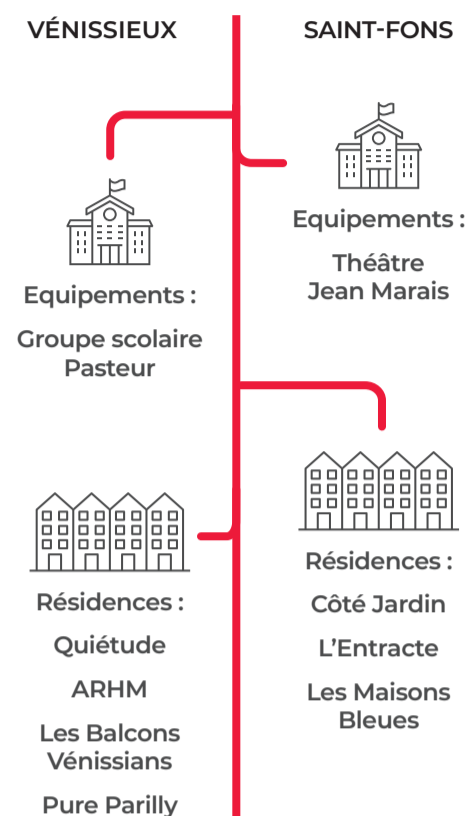 VÉNISSIEUX
Equipements :
Groupe scolaire
Pasteur
Résidences :
Quiétude
ARHM
Les Balcons
Vénissians
Pure Parilly
SAINT-FONS
Equipements :
Théâtre
Jean Marais
Résidences :
Côté Jardin
L'Entracte
Les Maisons
Bleues